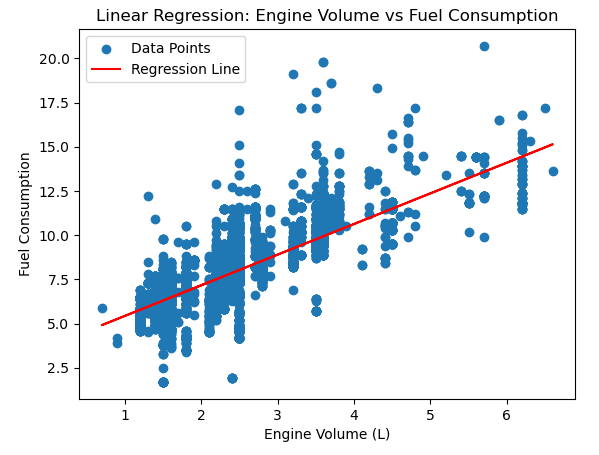 Linear Regression: Engine Volume vs Fuel Consumption
Data Points
Regression Line
Fuel Consumption
20.0
17.5
15.0
12.5
10.0
7.5
5.0
2.5
1 2 3 4 5 6
Engine Volume (L)